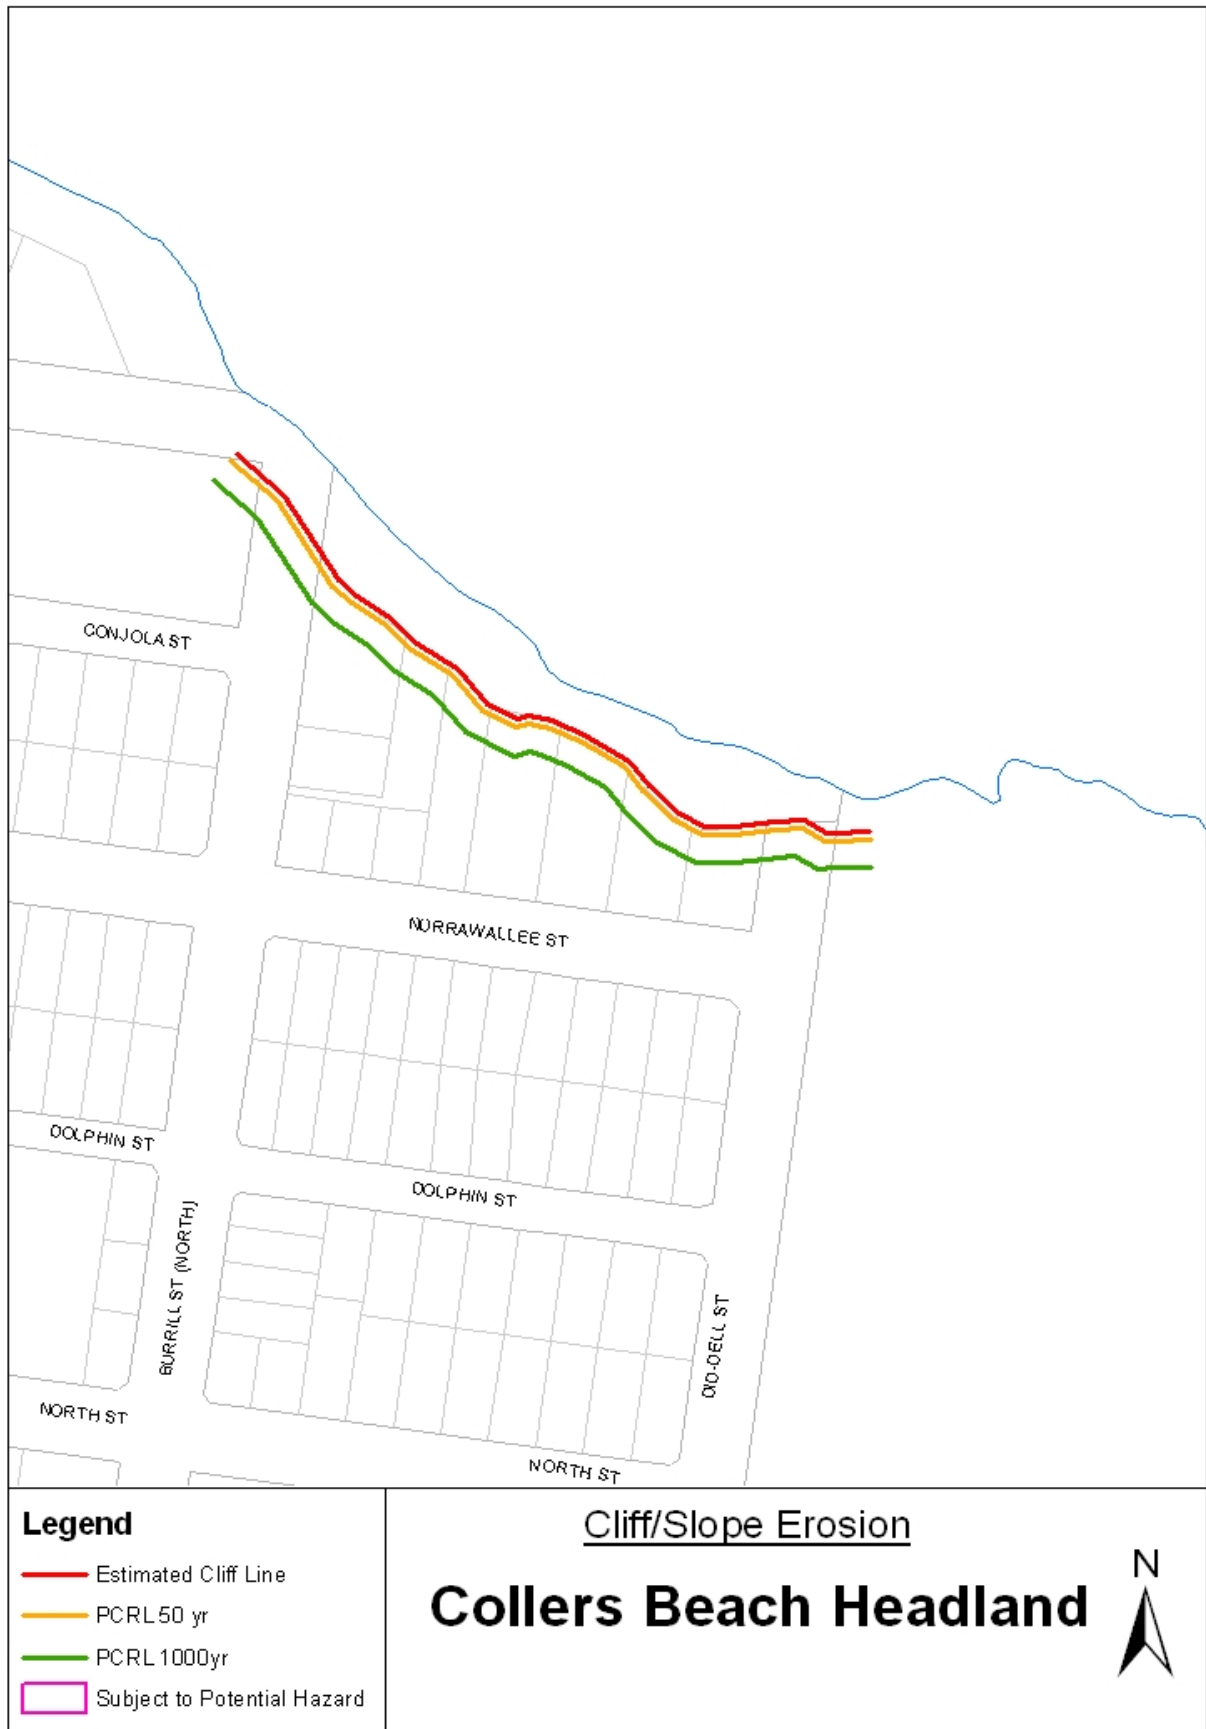 CONJOLA ST
NORRAWALLEE ST
DOLPHIN ST
DOLPHIN ST
BURRILL ST (NORTH)
DID-DELL ST
NORTH ST
NORTH ST
Legend
Estimated Cliff Line
PCRL 50 yr
PCRL 1000yr
Subject to Potential Hazard
Cliff/Slope Erosion
Collers Beach Headland
N